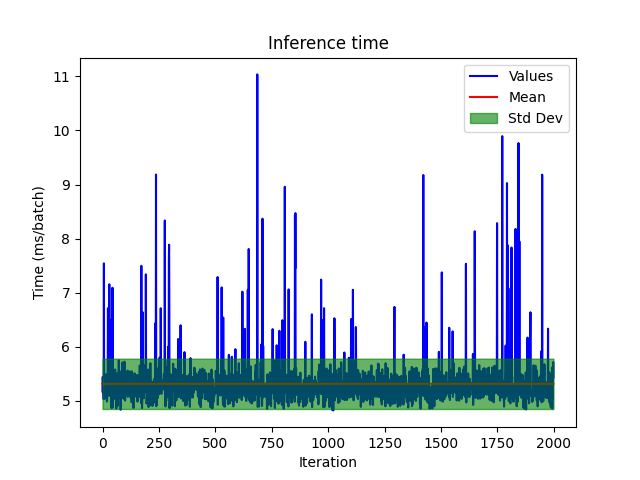 Inference time
Time (ms/batch)
11
10
9
8
7
6
5
Values
Mean
Std Dev
0 250 500 750 1000 1250 1500 1750 2000
Iteration